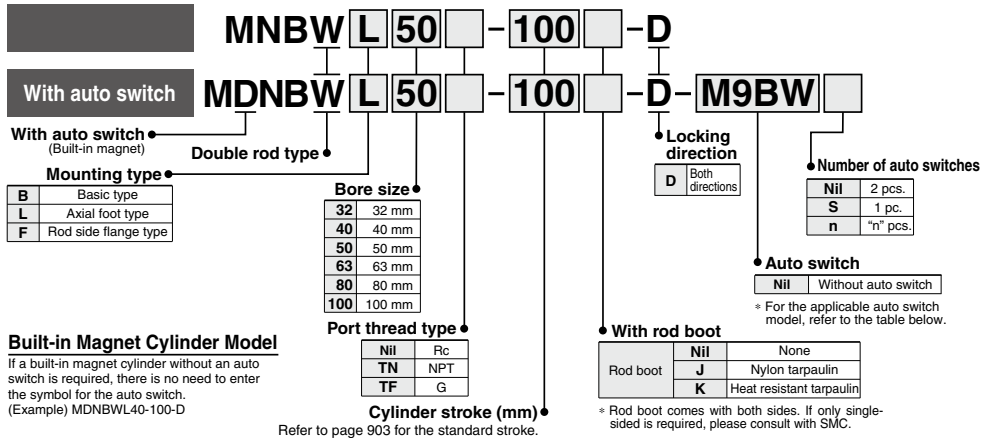 MNBW L 50 - 100 - D
With auto switch MDNBW L 50 - 100 - D - M9BW
With auto switch
(Built-in magnet)
Double rod type
Mounting type
B Basic type
L Axial foot type
F Rod side flange type
Bore size
32 32 mm
40 40 mm
50 50 mm
63 63 mm
80 80 mm
100 100 mm
Port thread type
Nil Rc
TN NPT
TF G
Cylinder stroke (mm)
Refer to page 903 for the standard stroke.
Locking
direction
D Both
directions
Number of auto switches
Nil 2 pcs.
S 1 pc.
n “n” pcs.
Auto switch
Nil Without auto switch
* For the applicable auto switch
model, refer to the table below.
With rod boot
Rod boot
Nil None
J Nylon tarpaulin
K Heat resistant tarpaulin
* Rod boot comes with both sides. If only single-
sided is required, please consult with SMC.
Built-in Magnet Cylinder Model
If a built-in magnet cylinder without an auto
switch is required, there is no need to enter
the symbol for the auto switch.
(Example) MDNBWL40-100-D